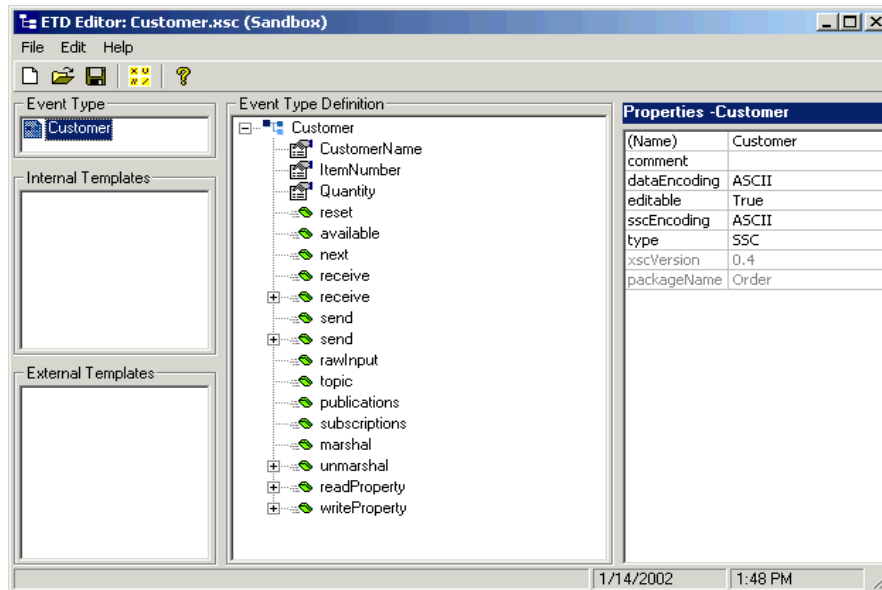 ETD Editor: Customer.xsc (Sandbox)
File Edit Help
Event Type
Customer
Internal Templates
External Templates
Event Type Definition
Customer
CustomerName
ItemNumber
Quantity
reset
available
next
receive
receive
send
send
rawInput
topic
publications
subscriptions
marshal
unmarshal
readProperty
writeProperty
Properties -Customer
(Name) Customer
comment
dataEncoding ASCII
editable True
sscEncoding ASCII
type SSC
xscVersion 0.4
packageName Order
1/14/2002 1:48 PM